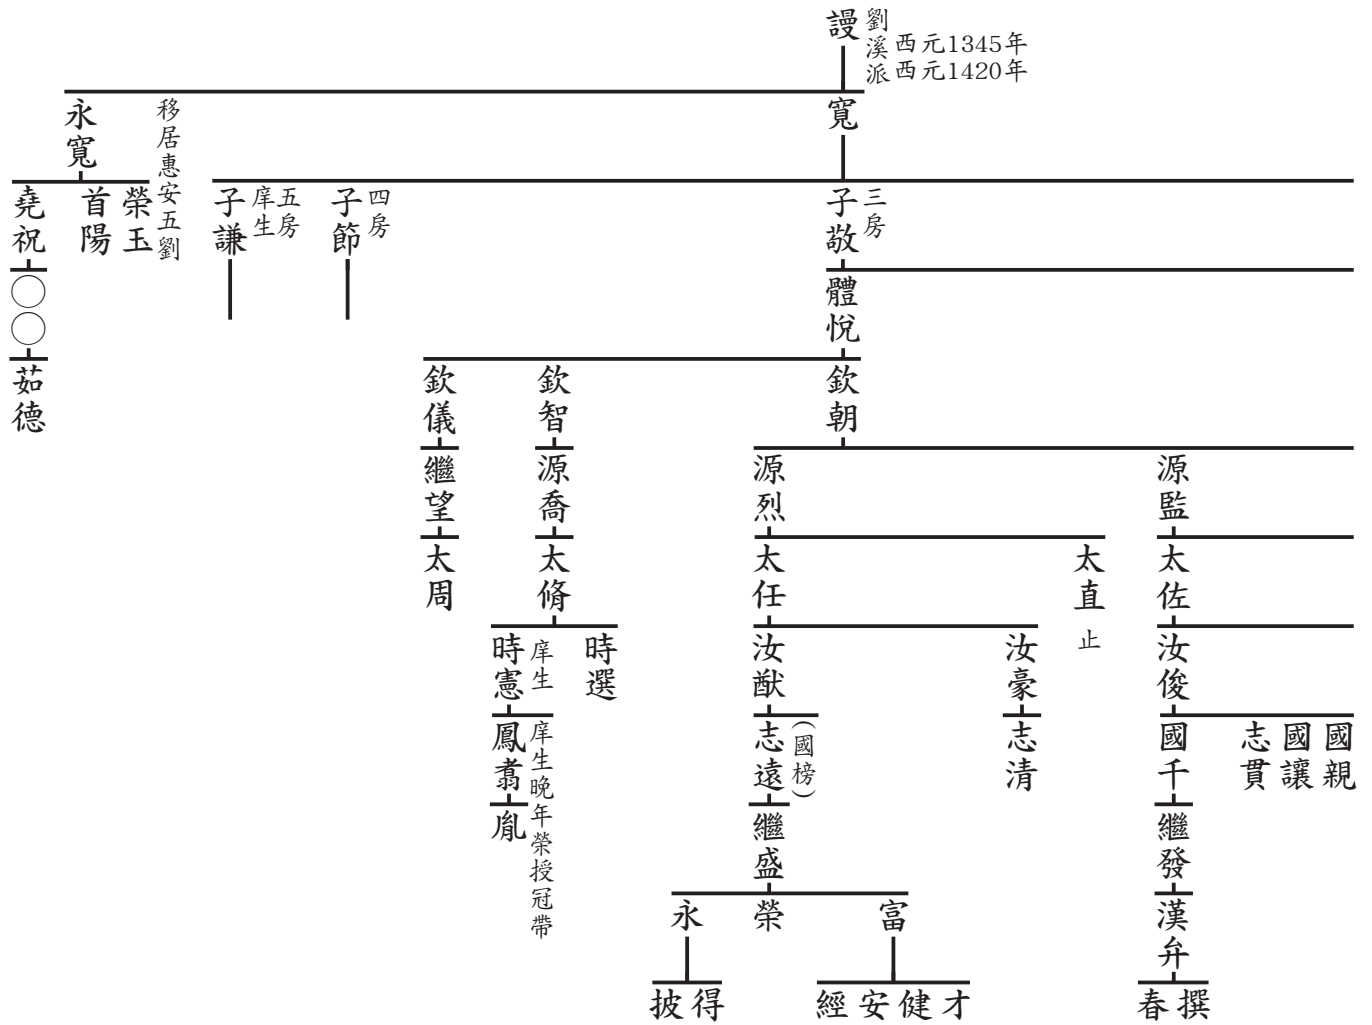 謾
劉溪派
西元1345年
西元1420年
寬
永寬
移居惠安五劉
子敬
三房
子節
四房
子謙
五房
庠生
榮玉
首陽
堯祝
體悅
○○
欽朝
欽智
欽儀
茹德
源監
源烈
源喬
繼望
太佐
太直
止
太任
太脩
太周
汝俊
汝豪
汝猷
時選
時憲
庠生
國親
國讓
志貫
國千
志清
志遠
(國榜)
鳳翥
庠生晚年榮授冠帶
繼發
繼盛
胤
漢弁
富
榮
永
撰
春
才
健
安
經
得
披